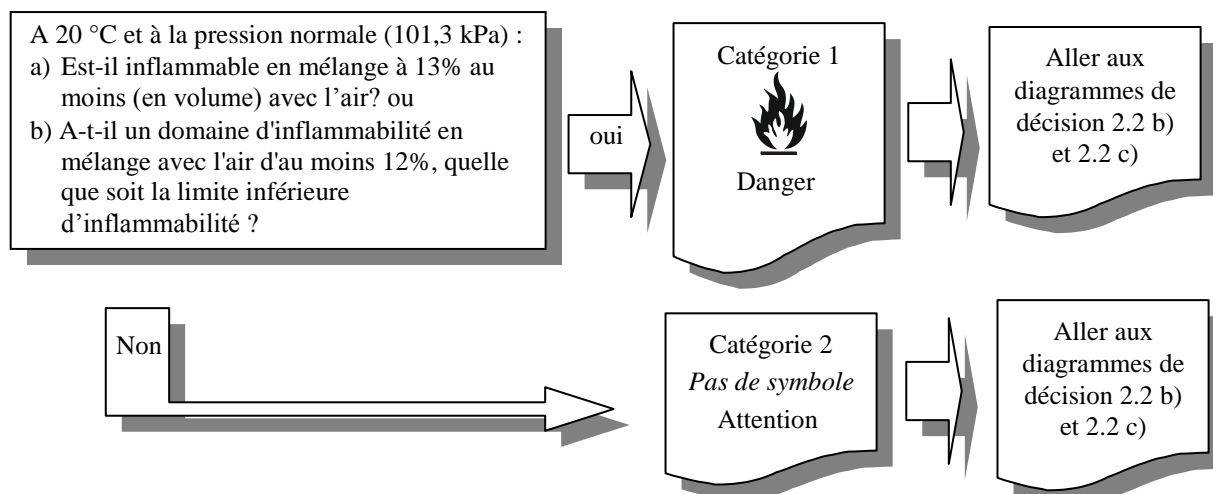 A 20 °C et à la pression normale (101,3 kPa) :
a) Est-il inflammable en mélange à 13% au
moins (en volume) avec l’air? ou
b) A-t-il un domaine d'inflammabilité en
mélange avec l'air d'au moins 12%, quelle
que soit la limite inférieure
d’inflammabilité ?
oui
Catégorie 1
Danger
Aller aux
diagrammes de
décision 2.2 b)
et 2.2 c)
Non
Catégorie 2
Pas de symbole
Attention
Aller aux
diagrammes de
décision 2.2 b)
et 2.2 c)